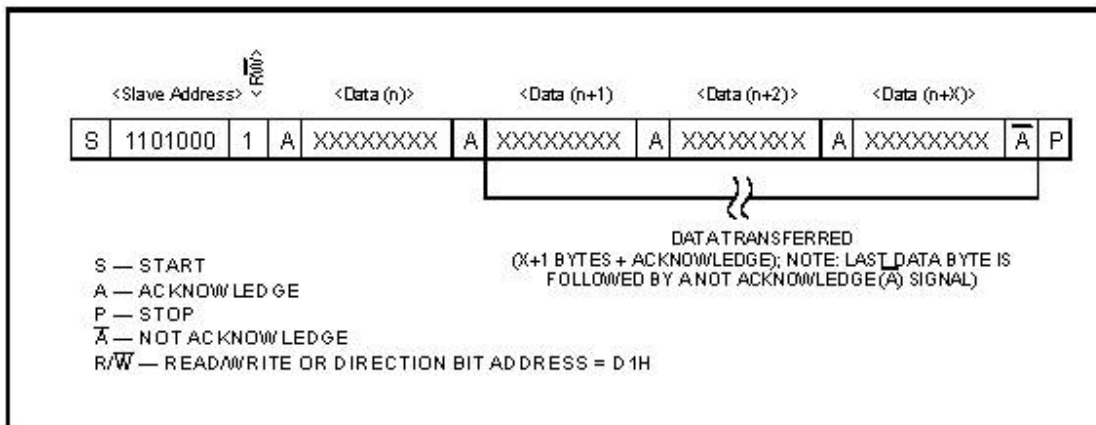 R/W>
<Slave Address> <Data (n)> <Data (n+1) <Data (n+2)> <Data (n+X)>
S 1101000 1 A XXXXXXXX A XXXXXXXX A XXXXXXXX A XXXXXXXX A̅ P
DATA TRANSFERRED
(X+1 BYTES + ACKNOWLEDGE); NOTE: LAST DATA BYTE IS
FOLLOWED BY A NOT ACKNOWLEDGE (A̅) SIGNAL)
S — START
A — ACKNOWLEDGE
P — STOP
A̅ — NOT ACKNOWLEDGE
R/W̅ — READ/WRITE OR DIRECTION BIT ADDRESS = D1H